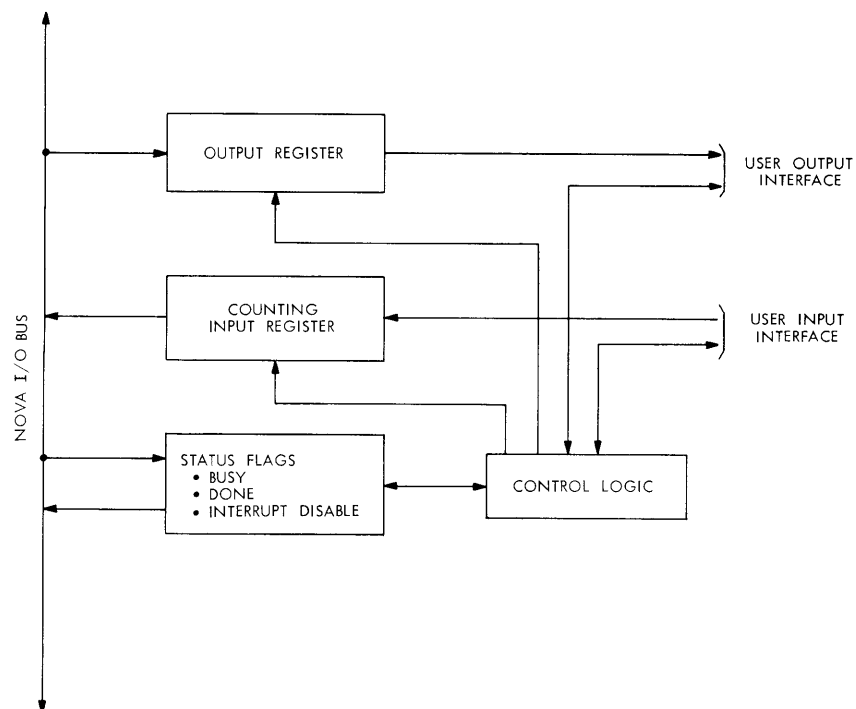 OUTPUT REGISTER
USER OUTPUT
INTERFACE
COUNTING
INPUT REGISTER
USER INPUT
INTERFACE
NOVA I/O BUS
STATUS FLAGS
• BUSY
• DONE
• INTERRUPT DISABLE
CONTROL LOGIC